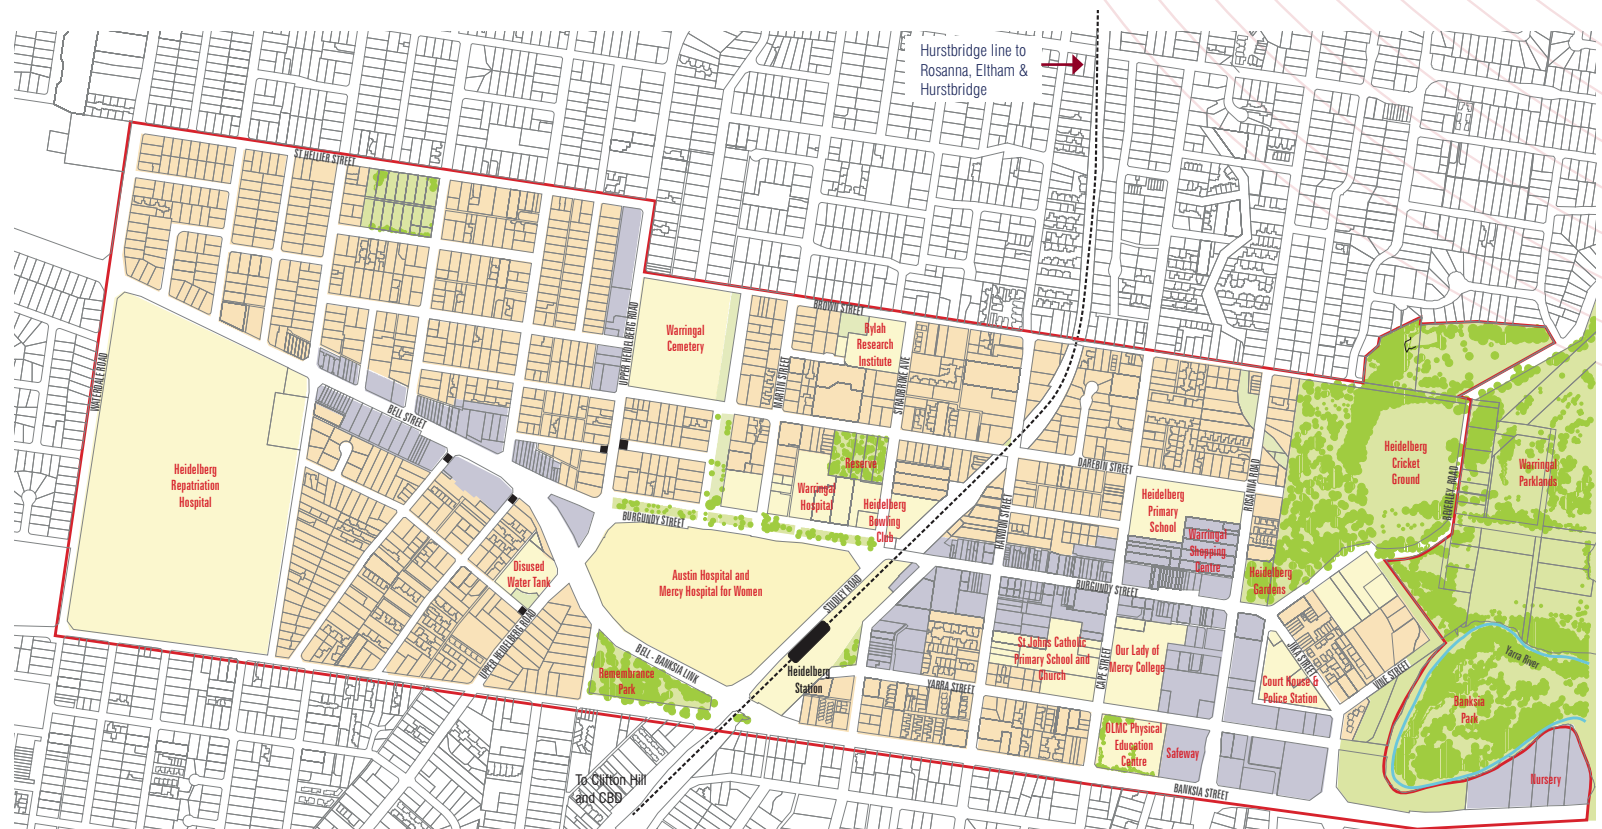 Hurstbridge line to
Rosanna, Eltham &
Hurstbridge
ST HELLIER STREET
WATERDALE ROAD
UPPER HEIDELBERG ROAD
Warringal
Cemetery
BROWN STREET
Rylah
Research
Institute
MARTIN STREET
STRADBROKE AVE
BELL STREET
Heidelberg
Repatriation
Hospital
Reserve
Warringal
Hospital
Heidelberg
Bowling
Club
BURGUNDY STREET
DAREBIN STREET
HAWDON STREET
ROSANNA ROAD
Heidelberg
Primary
School
Warringal
Shopping
Centre
Heidelberg
Gardens
Heidelberg
Cricket
Ground
BEVERLEY ROAD
Warringal
Parklands
Disused
Water Tank
UPPER HEIDELBERG ROAD
Austin Hospital and
Mercy Hospital for Women
STUDLEY ROAD
BURGUNDY STREET
BELL - BANKSIA LINK
Remembrance
Park
Heidelberg
Station
YARRA STREET
St Johns Catholic
Primary School and
Church
CAPE STREET
Our Lady of
Mercy College
JIKA STREET
Court House &
Police Station
VINE STREET
Yarra River
Banksia
Park
OLMC Physical
Education
Centre
Safeway
Nursery
BANKSIA STREET
To Clifton Hill
and CBD